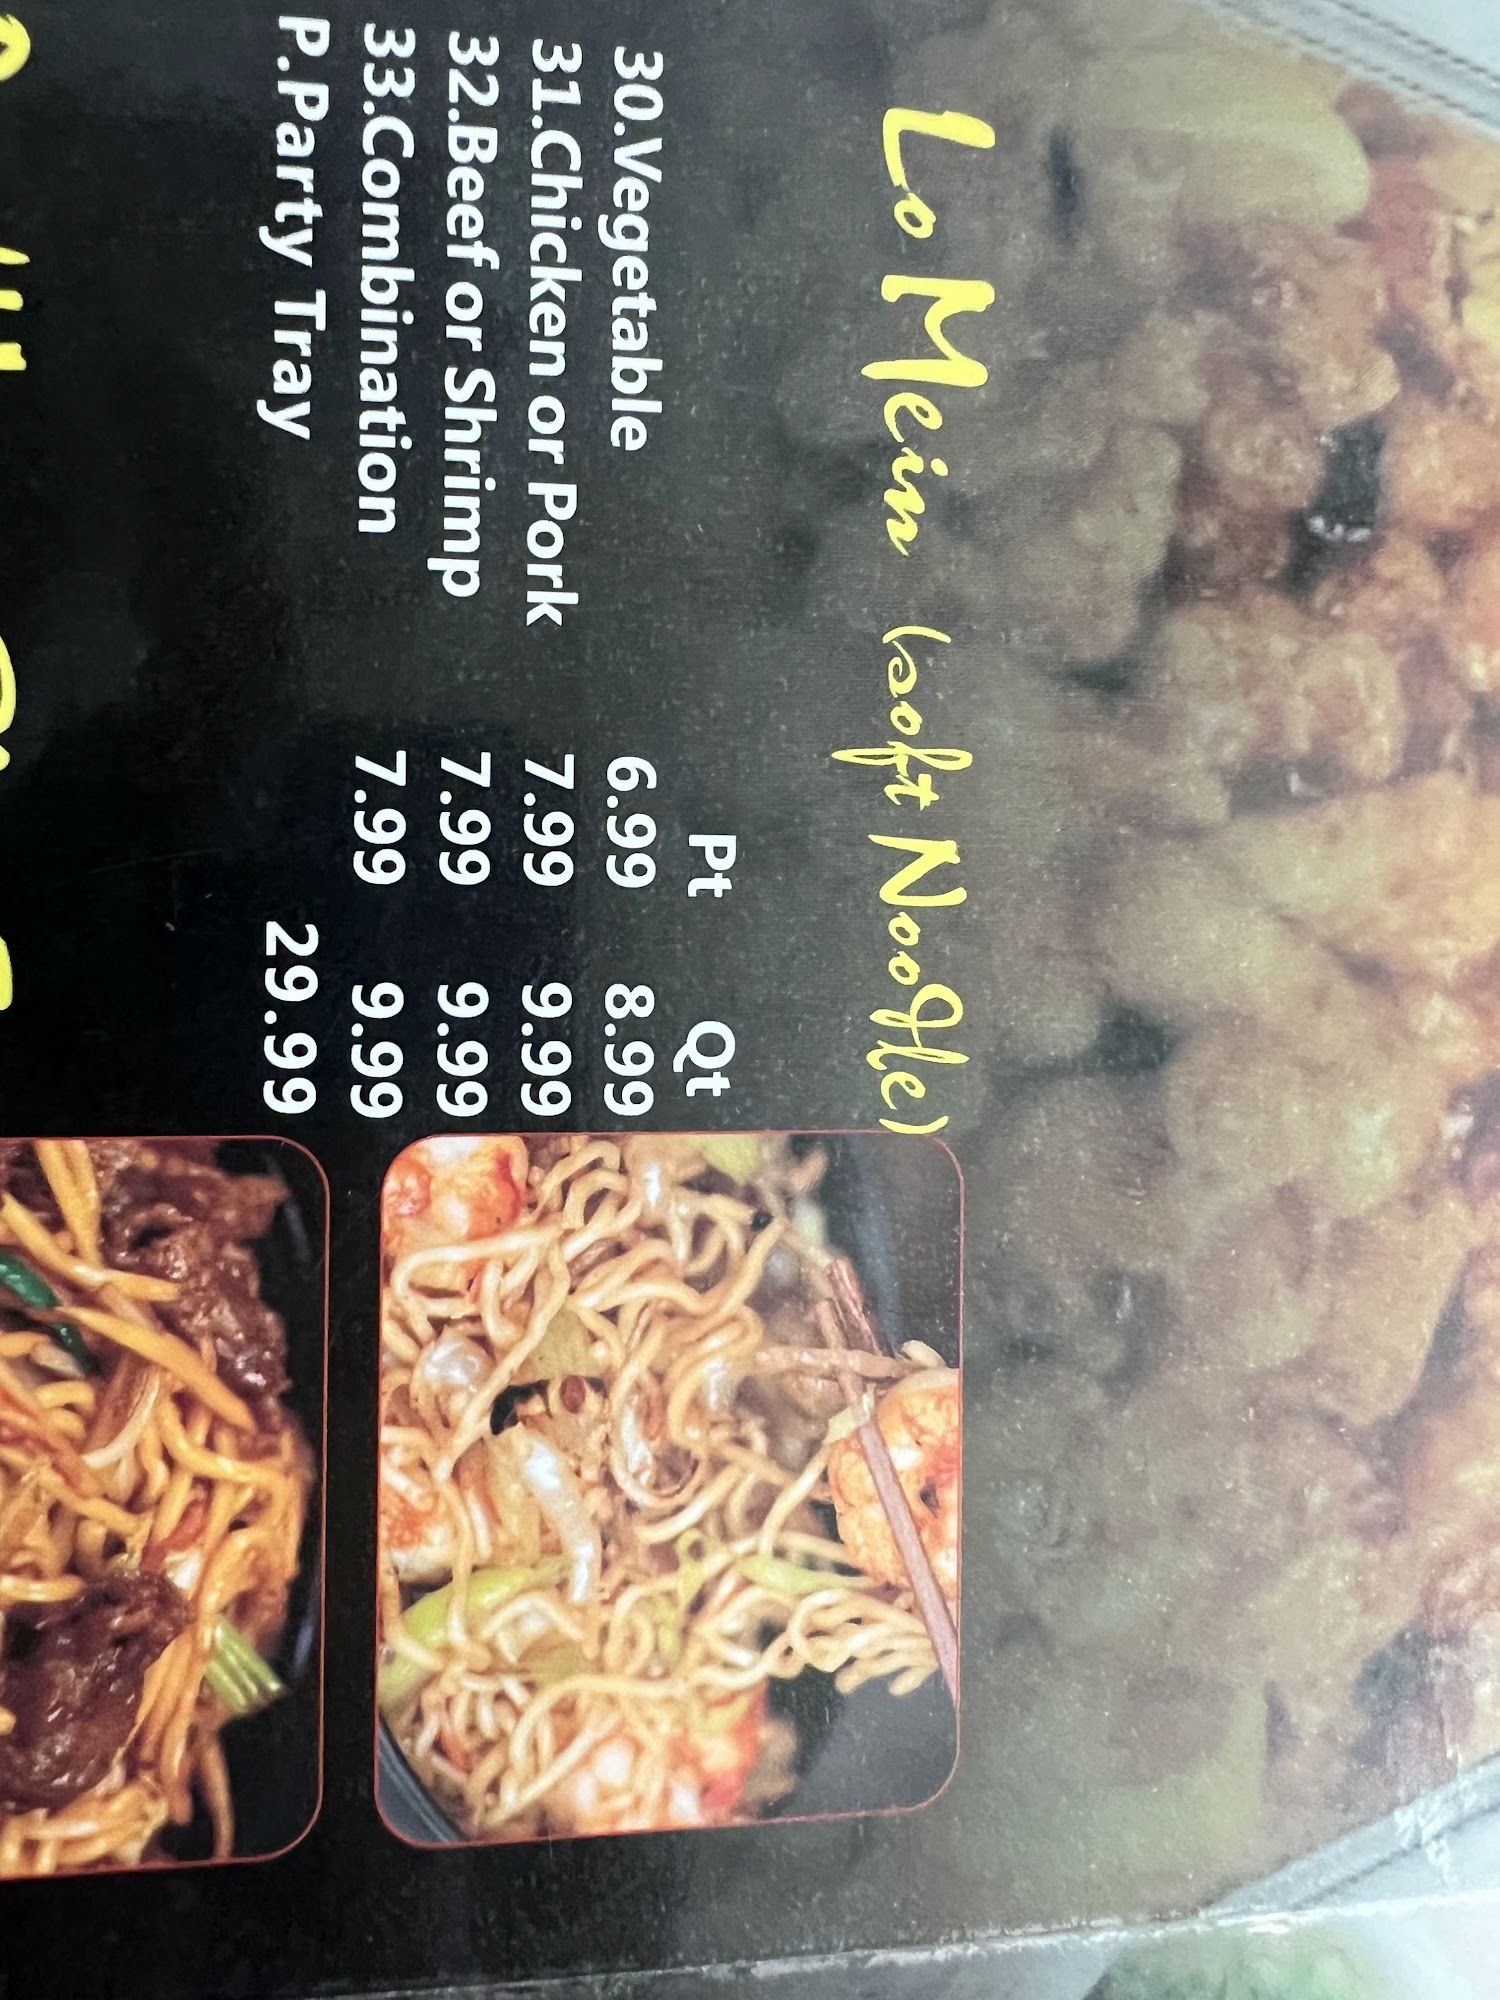 Lo Mein (soft Noodle)
Pt Qt
30.Vegetable 6.99 8.99
31.Chicken or Pork 7.99 9.99
32.Beef or Shrimp 7.99 9.99
33.Combination 7.99 9.99
P.Party Tray 29.99